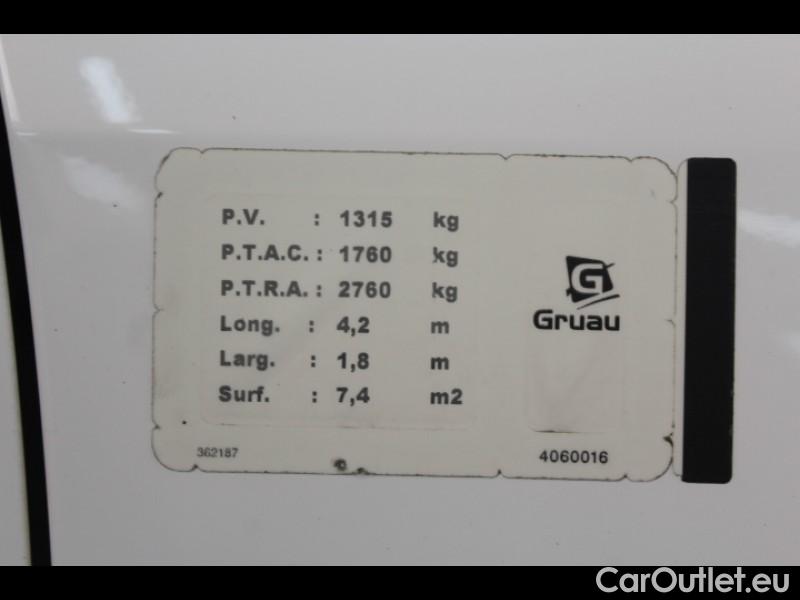 P.V. : 1315 kg
P.T.A.C. : 1760 kg
P.T.R.A. : 2760 kg
Long. : 4,2 m
Larg. : 1,8 m
Surf. : 7,4 m2
G
Gruau
362187
4060016
CarOutlet.eu